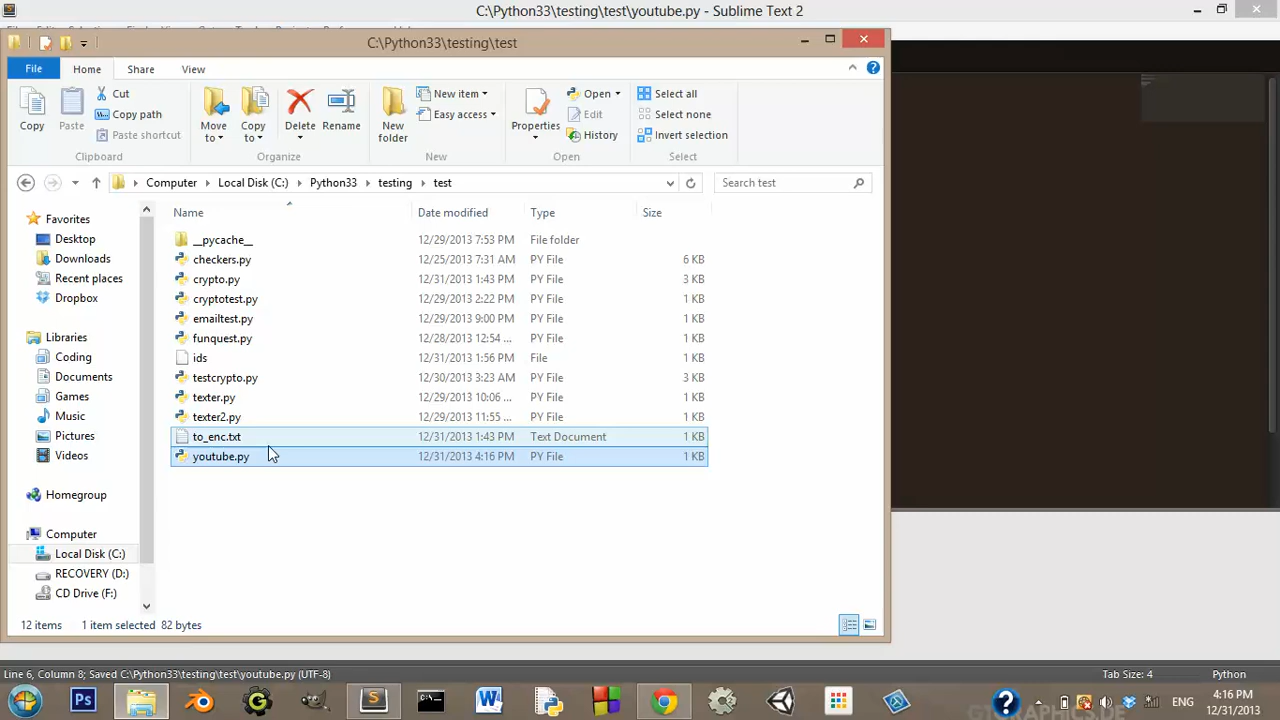 C:\Python33\testing\test\youtube.py - Sublime Text 2
C:\Python33\testing\test
File Home Share View
Copy
Paste
Cut
Copy path
Paste shortcut
Clipboard
Move to
Copy to
Delete
Rename
Organize
New folder
New item
Easy access
New
Properties
Open
Edit
History
Open
Select all
Select none
Invert selection
Select
Computer Local Disk (C:) Python33 testing test
Search test
Name Date modified Type Size
__pycache__ 12/29/2013 7:53 PM File folder
checkers.py 12/25/2013 7:31 AM PY File 6 KB
crypto.py 12/31/2013 1:43 PM PY File 3 KB
cryptotest.py 12/29/2013 2:22 PM PY File 1 KB
emailtest.py 12/29/2013 9:00 PM PY File 1 KB
funquest.py 12/28/2013 12:54 ... PY File 1 KB
ids 12/31/2013 1:56 PM File 1 KB
testcrypto.py 12/30/2013 3:23 AM PY File 3 KB
texter.py 12/29/2013 10:06 ... PY File 1 KB
texter2.py 12/29/2013 11:55 ... PY File 1 KB
to_enc.txt 12/31/2013 1:43 PM Text Document 1 KB
youtube.py 12/31/2013 4:16 PM PY File 1 KB
Favorites
Desktop
Downloads
Recent places
Dropbox
Libraries
Coding
Documents
Games
Music
Pictures
Videos
Homegroup
Computer
Local Disk (C:)
RECOVERY (D:)
CD Drive (F:)
12 items 1 item selected 82 bytes
Line 6, Column 8; Saved C:\Python33\testing\test\youtube.py (UTF-8) Tab Size: 4 Python
ENG
4:16 PM
12/31/2013